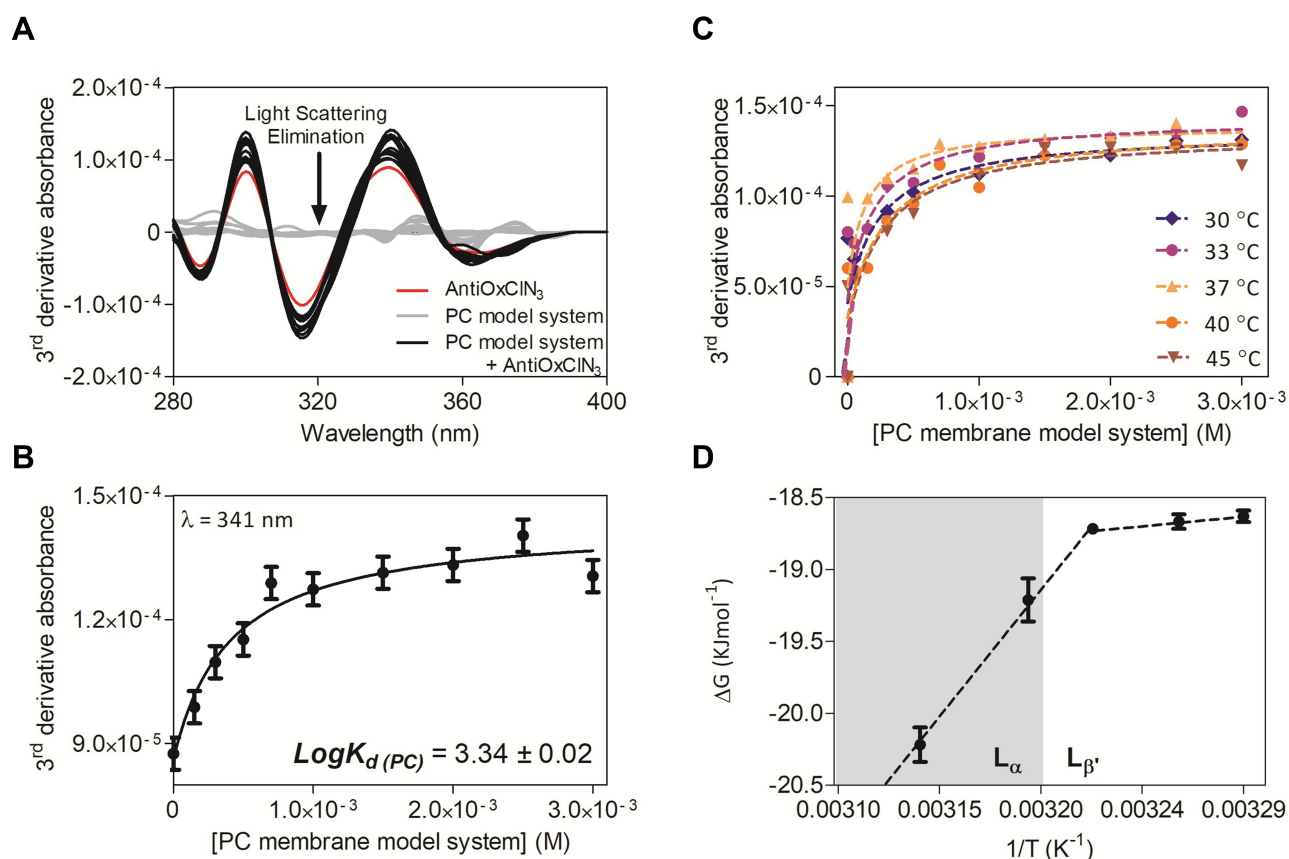 A
3rd derivative absorbance
2.0×10-4
1.0×10-4
0
-1.0×10-4
-2.0×10-4
Light Scattering
Elimination
AntiOxCIN3
PC model system
PC model system
+ AntiOxCIN3
280
320
360
400
Wavelength (nm)
B
3rd derivative absorbance
1.5×10-4
1.2×10-4
9.0×10-5
λ = 341 nm
LogKd (PC) = 3.34 ± 0.02
0
1.0×10-3
2.0×10-3
3.0×10-3
[PC membrane model system] (M)
C
3rd derivative absorbance
1.5×10-4
1.0×10-4
5.0×10-5
0
30 °C
33 °C
37 °C
40 °C
45 °C
0
1.0×10-3
2.0×10-3
3.0×10-3
[PC membrane model system] (M)
D
ΔG (KJmol-1)
-18.5
-19.0
-19.5
-20.0
-20.5
Lα
Lβ'
0.00310
0.00315
0.00320
0.00324
0.00329
1/T (K-1)